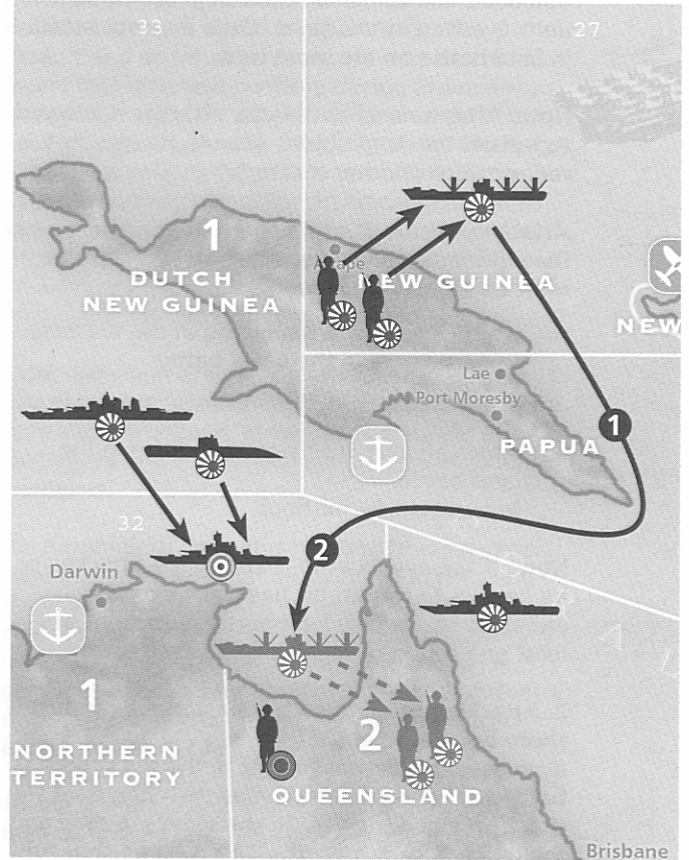 33
27
1
DUTCH
NEW GUINEA
NEW GUINEA
NEW
Lae
Port Moresby
PAPUA
1
2
32
Darwin
1
2
NORTHERN
TERRITORY
QUEENSLAND
Brisbane